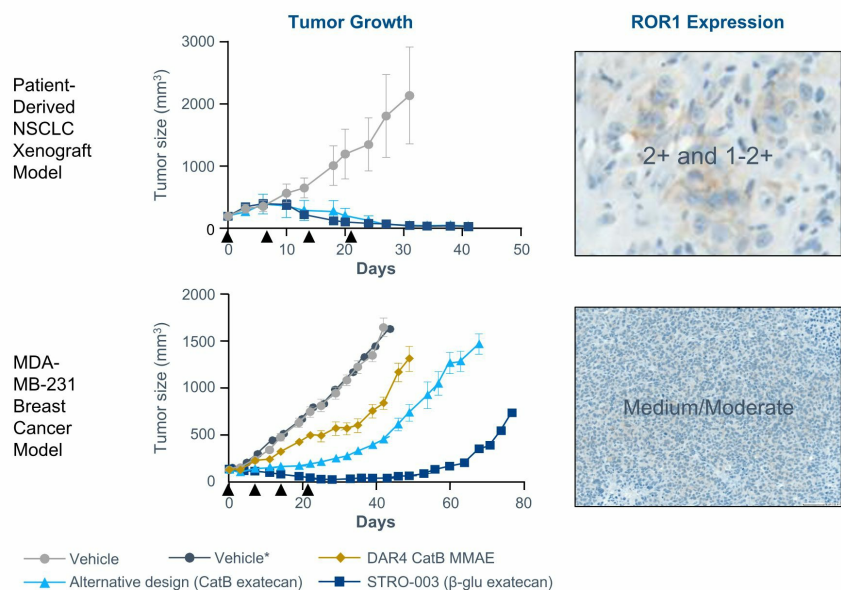 Tumor Growth
ROR1 Expression
Patient-
Derived
NSCLC
Xenograft
Model
Tumor size (mm³)
3000
2000
1000
0
0
10
20
30
40
50
Days
2+ and 1-2+
MDA-
MB-231
Breast
Cancer
Model
Tumor size (mm³)
2000
1500
1000
500
0
0
20
40
60
80
Days
Medium/Moderate
Vehicle
Vehicle*
DAR4 CatB MMAE
Alternative design (CatB exatecan)
STRO-003 (β-glu exatecan)